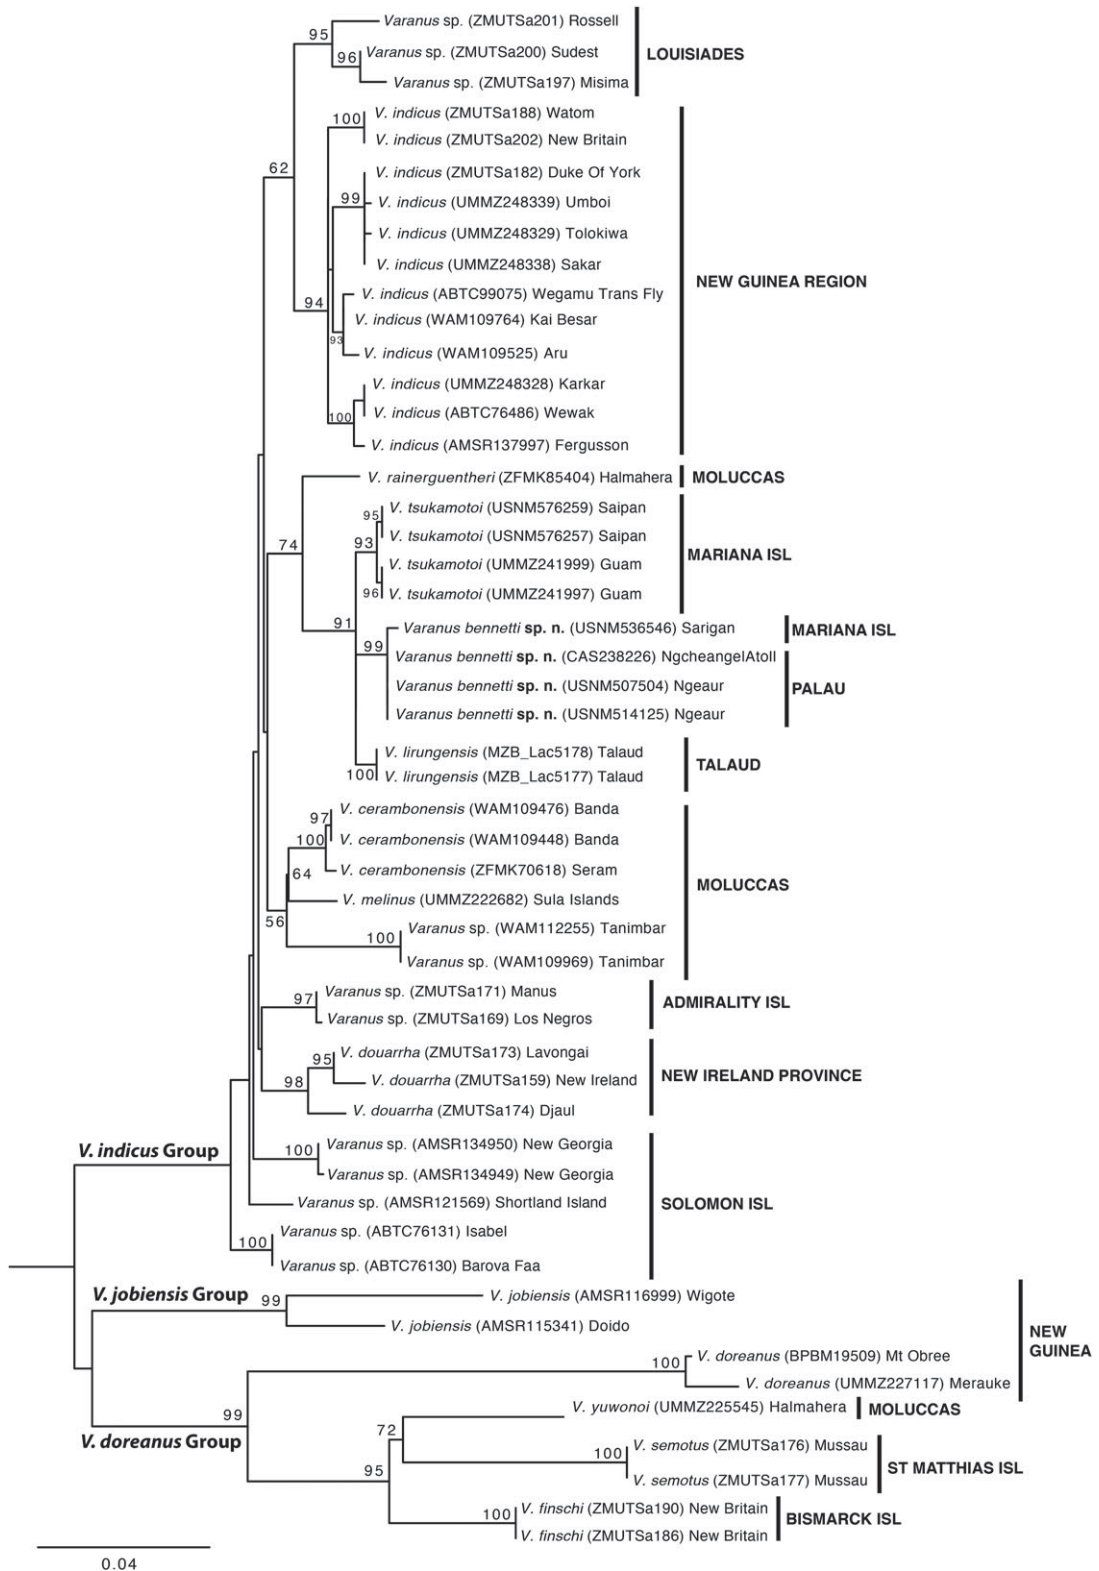 95
Varanus sp. (ZMUTSa201) Rossell
96
Varanus sp. (ZMUTSa200) Sudest
Varanus sp. (ZMUTSa197) Misima
LOUISIADES
62
100
V. indicus (ZMUTSa188) Watom
V. indicus (ZMUTSa202) New Britain
99
V. indicus (ZMUTSa182) Duke Of York
V. indicus (UMMZ248339) Umboi
V. indicus (UMMZ248329) Tolokiwa
V. indicus (UMMZ248338) Sakar
NEW GUINEA REGION
94
V. indicus (ABTC99075) Wegamu Trans Fly
V. indicus (WAM109764) Kai Besar
93
V. indicus (WAM109525) Aru
V. indicus (UMMZ248328) Karkar
100
V. indicus (ABTC76486) Wewak
V. indicus (AMSR137997) Fergusson
V. rainerguentheri (ZFMK85404) Halmahera
MOLUCCAS
74
95
V. tsukamotoi (USNM576259) Saipan
93
V. tsukamotoi (USNM576257) Saipan
MARIANA ISL
V. tsukamotoi (UMMZ241999) Guam
96
V. tsukamotoi (UMMZ241997) Guam
91
Varanus bennetti sp. n. (USNM536546) Sarigan
MARIANA ISL
99
Varanus bennetti sp. n. (CAS238226) NgcheangelAtoll
Varanus bennetti sp. n. (USNM507504) Ngeaur
PALAU
Varanus bennetti sp. n. (USNM514125) Ngeaur
V. lirungensis (MZB_Lac5178) Talaud
TALAUD
100
V. lirungensis (MZB_Lac5177) Talaud
97
V. cerambonensis (WAM109476) Banda
100
V. cerambonensis (WAM109448) Banda
64
V. cerambonensis (ZFMK70618) Seram
MOLUCCAS
V. melinus (UMMZ222682) Sula Islands
56
100
Varanus sp. (WAM112255) Tanimbar
Varanus sp. (WAM109969) Tanimbar
97
Varanus sp. (ZMUTSa171) Manus
ADMIRALITY ISL
Varanus sp. (ZMUTSa169) Los Negros
95
V. douarrha (ZMUTSa173) Lavongai
98
V. douarrha (ZMUTSa159) New Ireland
NEW IRELAND PROVINCE
V. douarrha (ZMUTSa174) Djaul
V. indicus Group
100
Varanus sp. (AMSR134950) New Georgia
Varanus sp. (AMSR134949) New Georgia
Varanus sp. (AMSR121569) Shortland Island
SOLOMON ISL
100
Varanus sp. (ABTC76131) Isabel
Varanus sp. (ABTC76130) Barova Faa
V. jobiensis Group
99
V. jobiensis (AMSR116999) Wigote
V. jobiensis (AMSR115341) Doido
NEW
GUINEA
100
V. doreanus (BPBM19509) Mt Obree
V. doreanus (UMMZ227117) Merauke
99
V. doreanus Group
V. yuwonoi (UMMZ225545) Halmahera
MOLUCCAS
72
100
V. semotus (ZMUTSa176) Mussau
ST MATTHIAS ISL
95
V. semotus (ZMUTSa177) Mussau
100
V. finschi (ZMUTSa190) New Britain
BISMARCK ISL
V. finschi (ZMUTSa186) New Britain
0.04